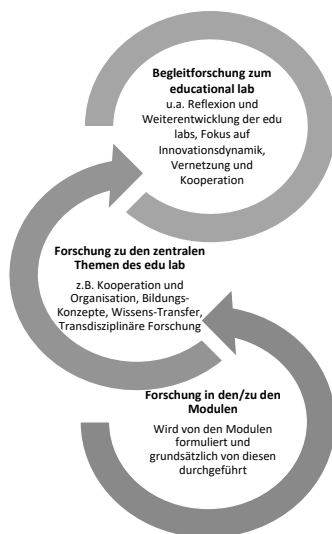 Begleitforschung zum
educational lab
u.a. Reflexion und
Weiterentwicklung der edu
labs, Fokus auf
Innovationsdynamik,
Vernetzung und
Kooperation
Forschung zu den zentralen
Themen des edu lab
z.B. Kooperation und
Organisation, Bildungs-
Konzepte, Wissens-Transfer,
Transdisziplinäre Forschung
Forschung in den/zu den
Modulen
Wird von den Modulen
formuliert und
grundsätzlich von diesen
durchgeführt